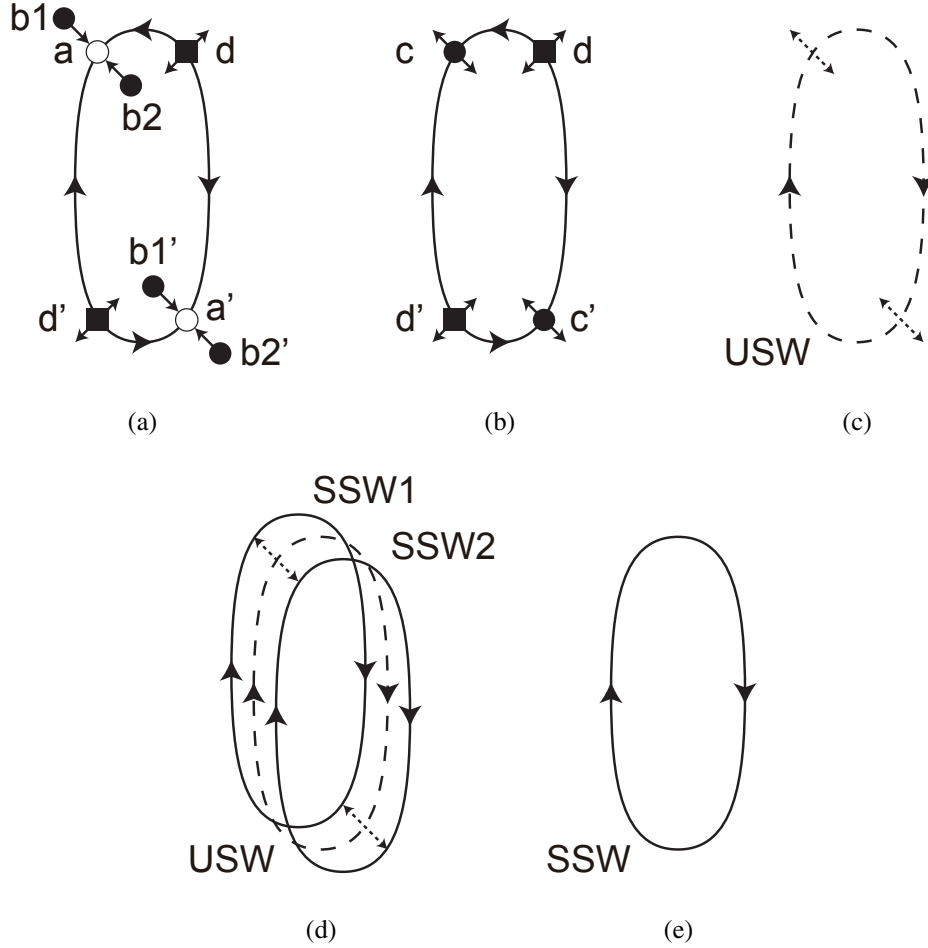 b1
a
d
b2
b1’
d’
a’
b2’
c
d
d’
c’
USW
(a)
(b)
(c)
SSW1
SSW2
USW
SSW
(d)
(e)